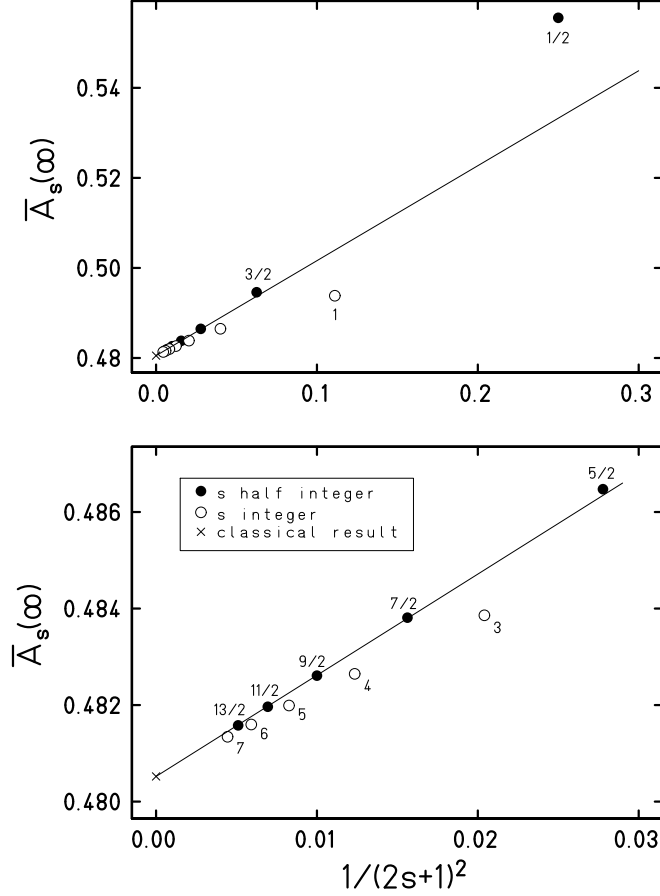 1/2
0.54
A̅ₛ(∞)
0.52
0.50
3/2
1
0.48
0.0 0.1 0.2 0.3
5/2
s half integer
s integer
classical result
0.486
7/2
0.484
3
A̅ₛ(∞)
9/2
4
11/2
0.482
13/2
5
6
7
0.480
0.00 0.01 0.02 0.03
1/(2s+1)²